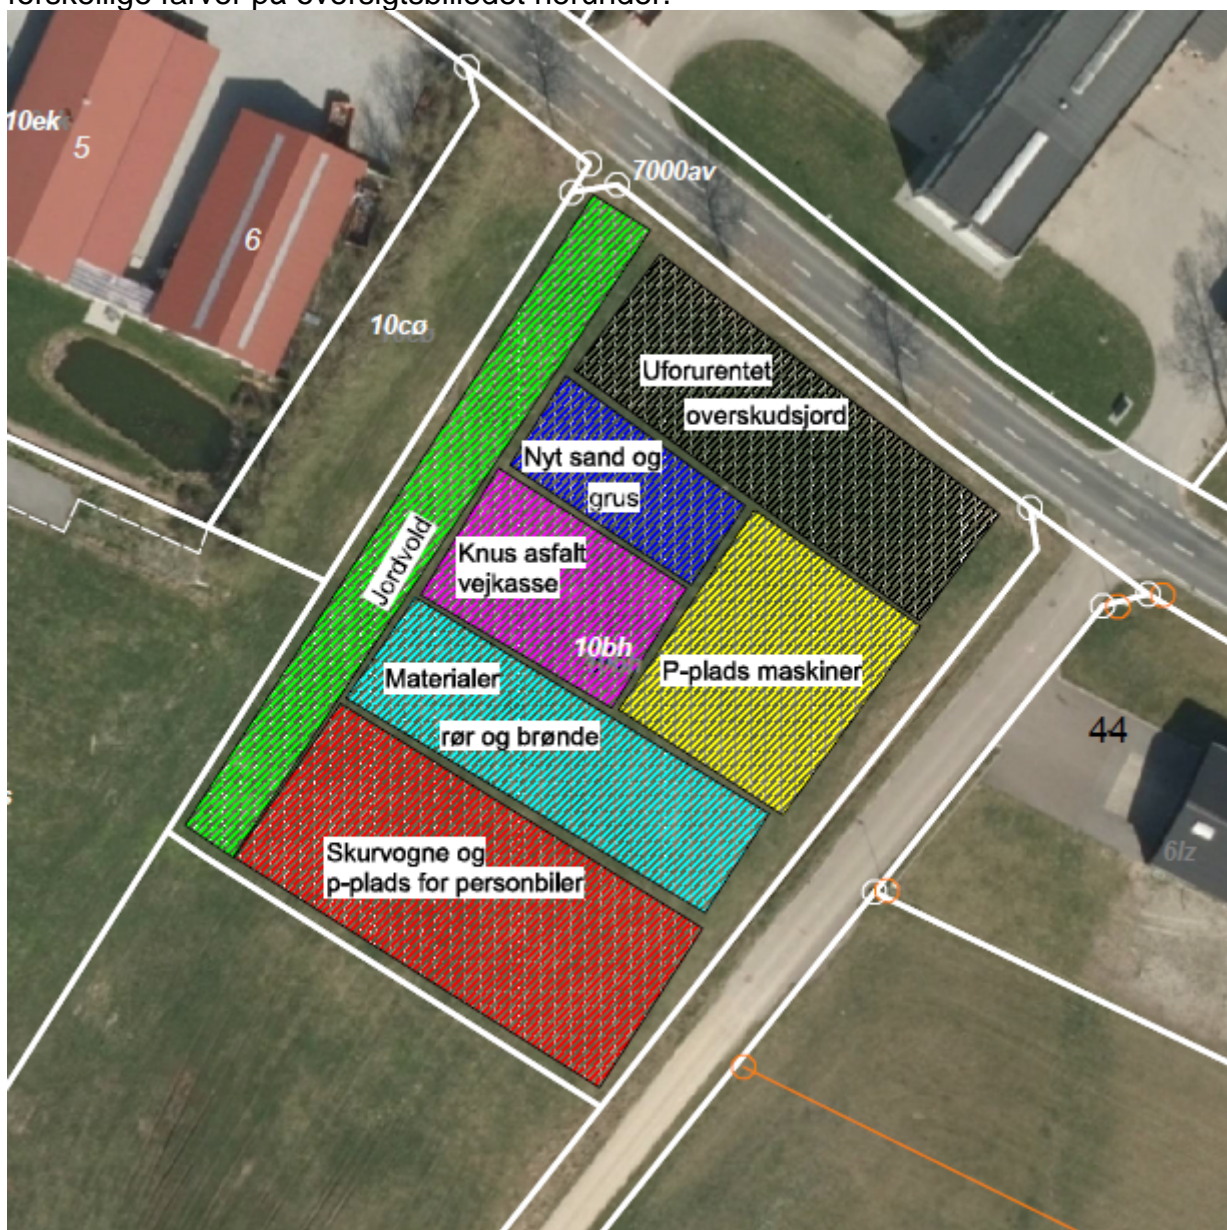 forskellige farver på oversigtsbilledet herunder:
7000av
10ek
5
6
10cø
Uforurentet
overskudsjord
Nyt sand og
grus
Jordvold
Knus asfalt
vejkasse
10bh
Materialer
P-plads maskiner
rør og brønde
44
Skurvogne og
p-plads for personbiler
6lz